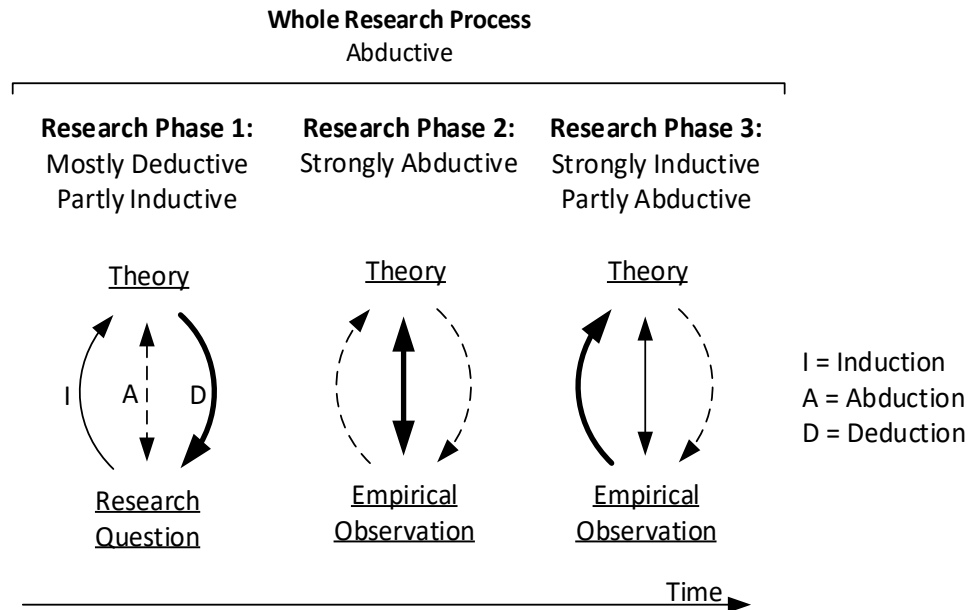 Whole Research Process
Abductive
Research Phase 1:
Mostly Deductive
Partly Inductive
Research Phase 2:
Strongly Abductive
Research Phase 3:
Strongly Inductive
Partly Abductive
Theory
I
A
D
Research
Question
Theory
Empirical
Observation
Theory
Empirical
Observation
I = Induction
A = Abduction
D = Deduction
Time